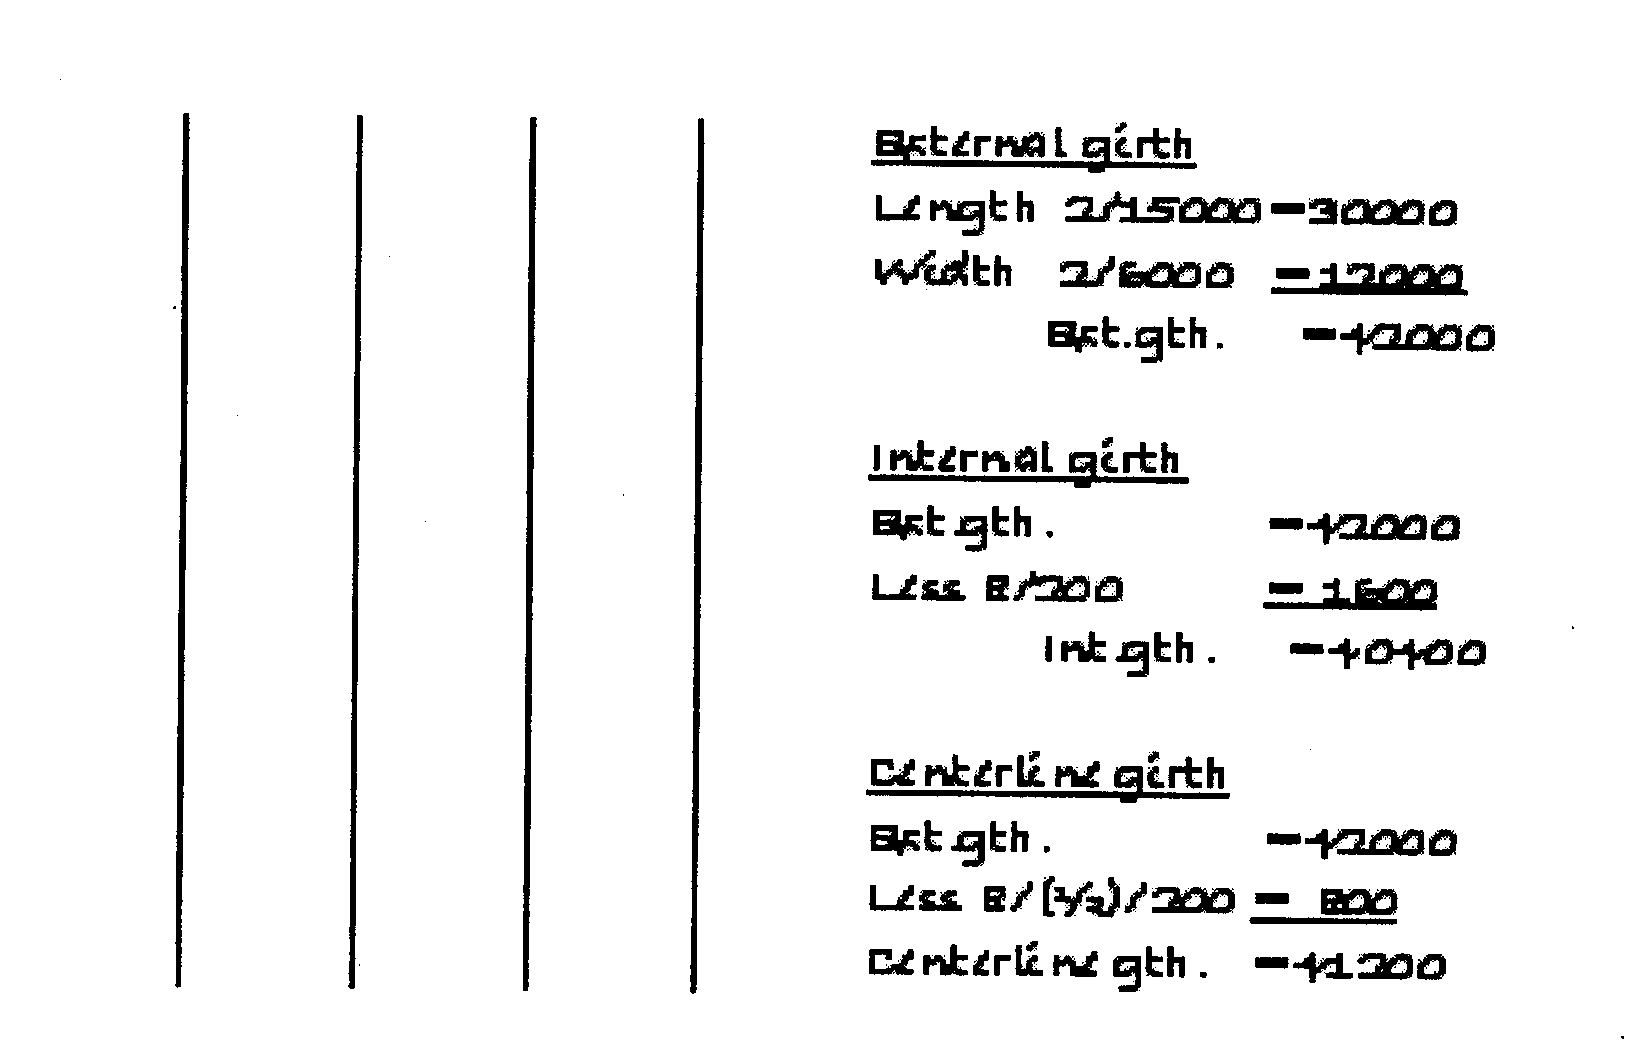 External girth
Length 2/15000 - 30000
Width 2/6000 - 12000
Ext.gth. - 42000
Internal girth
Ext.gth. - 42000
Less 8/200 - 1600
Int.gth. - 40400
Centerline girth
Ext.gth. - 42000
Less 8/(1/2)/200 - 800
Centerline gth. - 41200